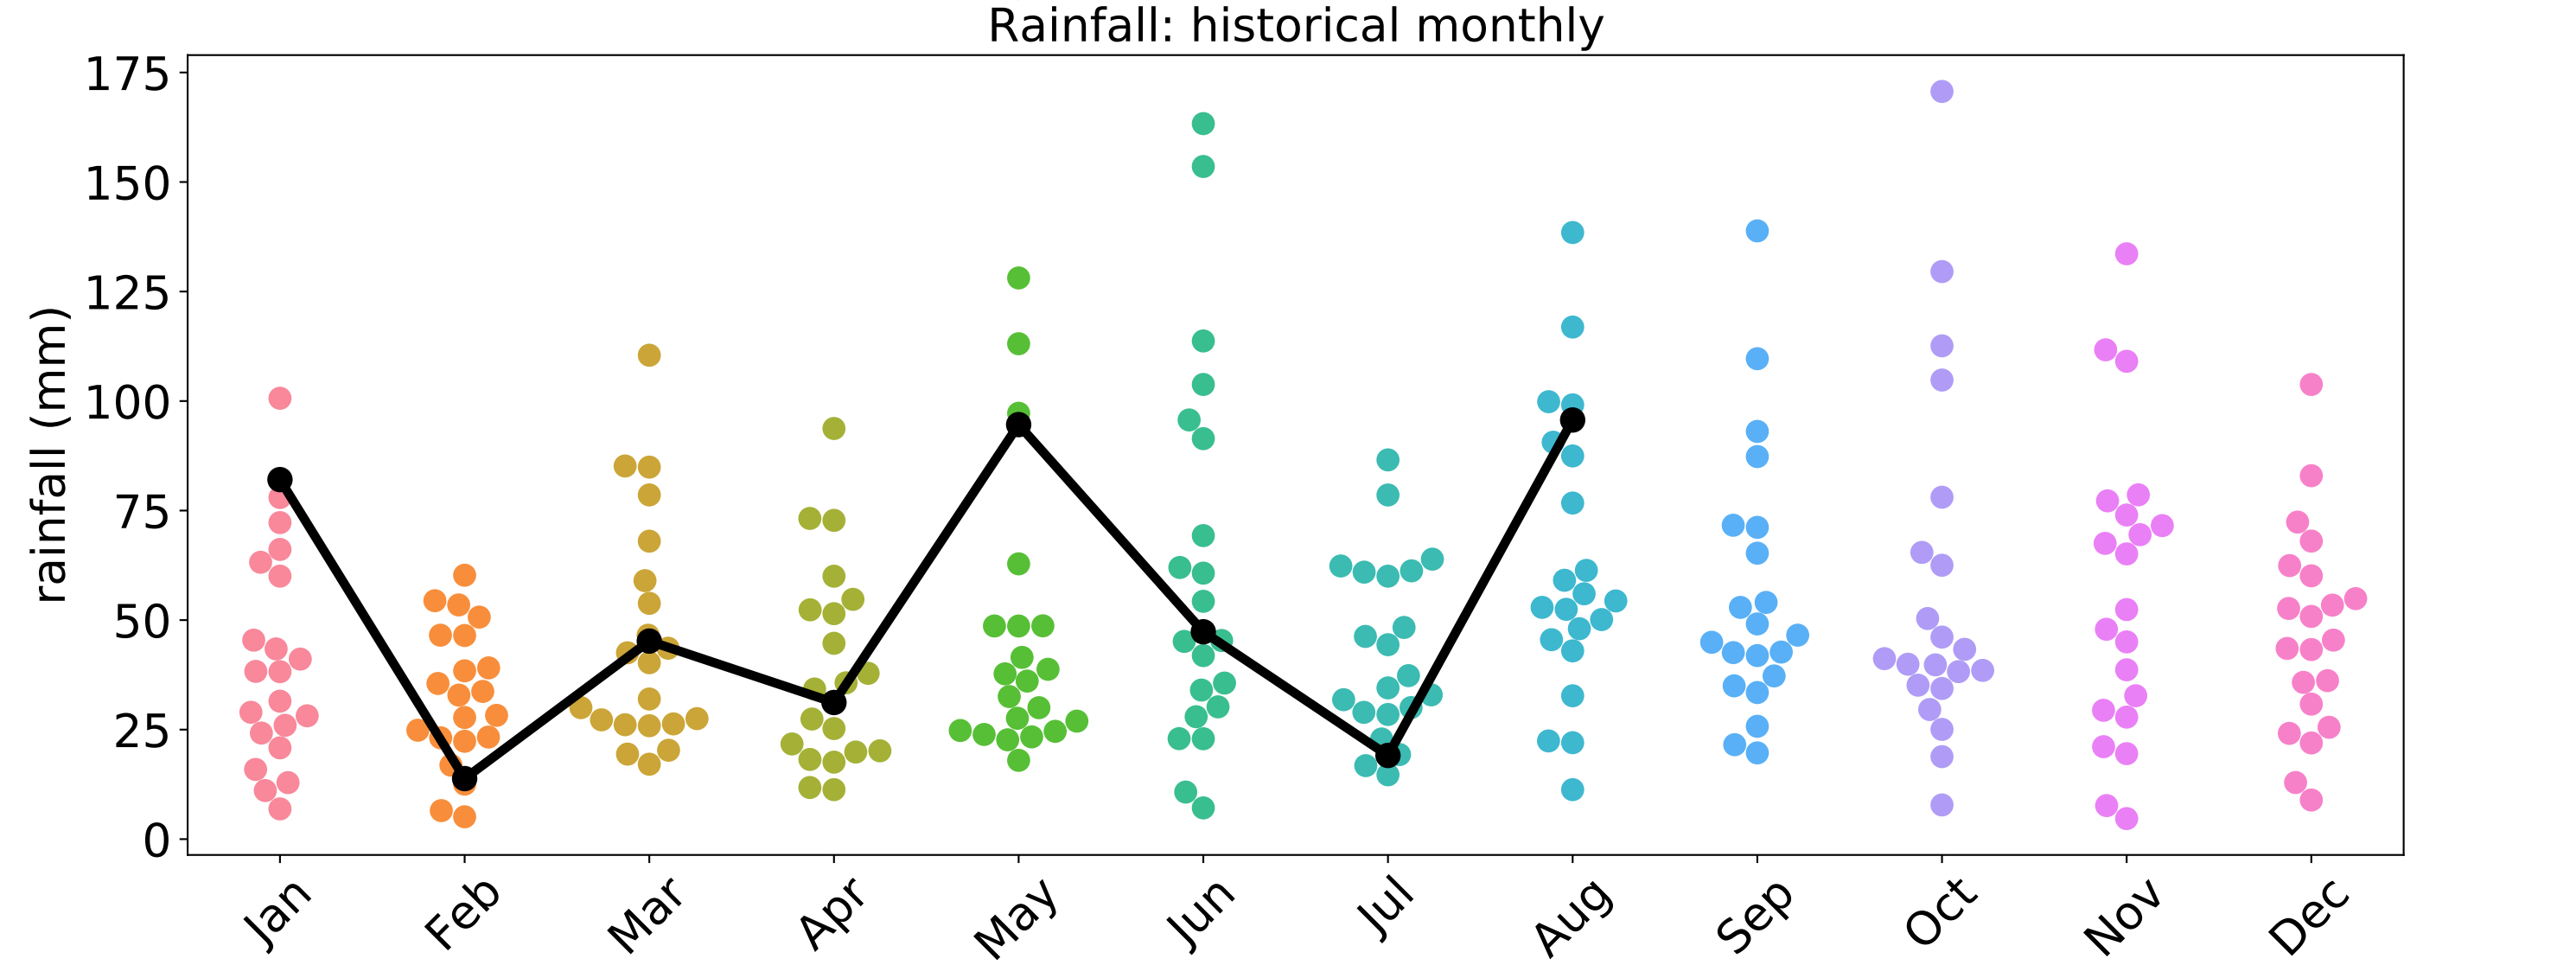 Rainfall: historical monthly
rainfall (mm)
175
150
125
100
75
50
25
0
Jan
Feb
Mar
Apr
May
Jun
Jul
Aug
Sep
Oct
Nov
Dec